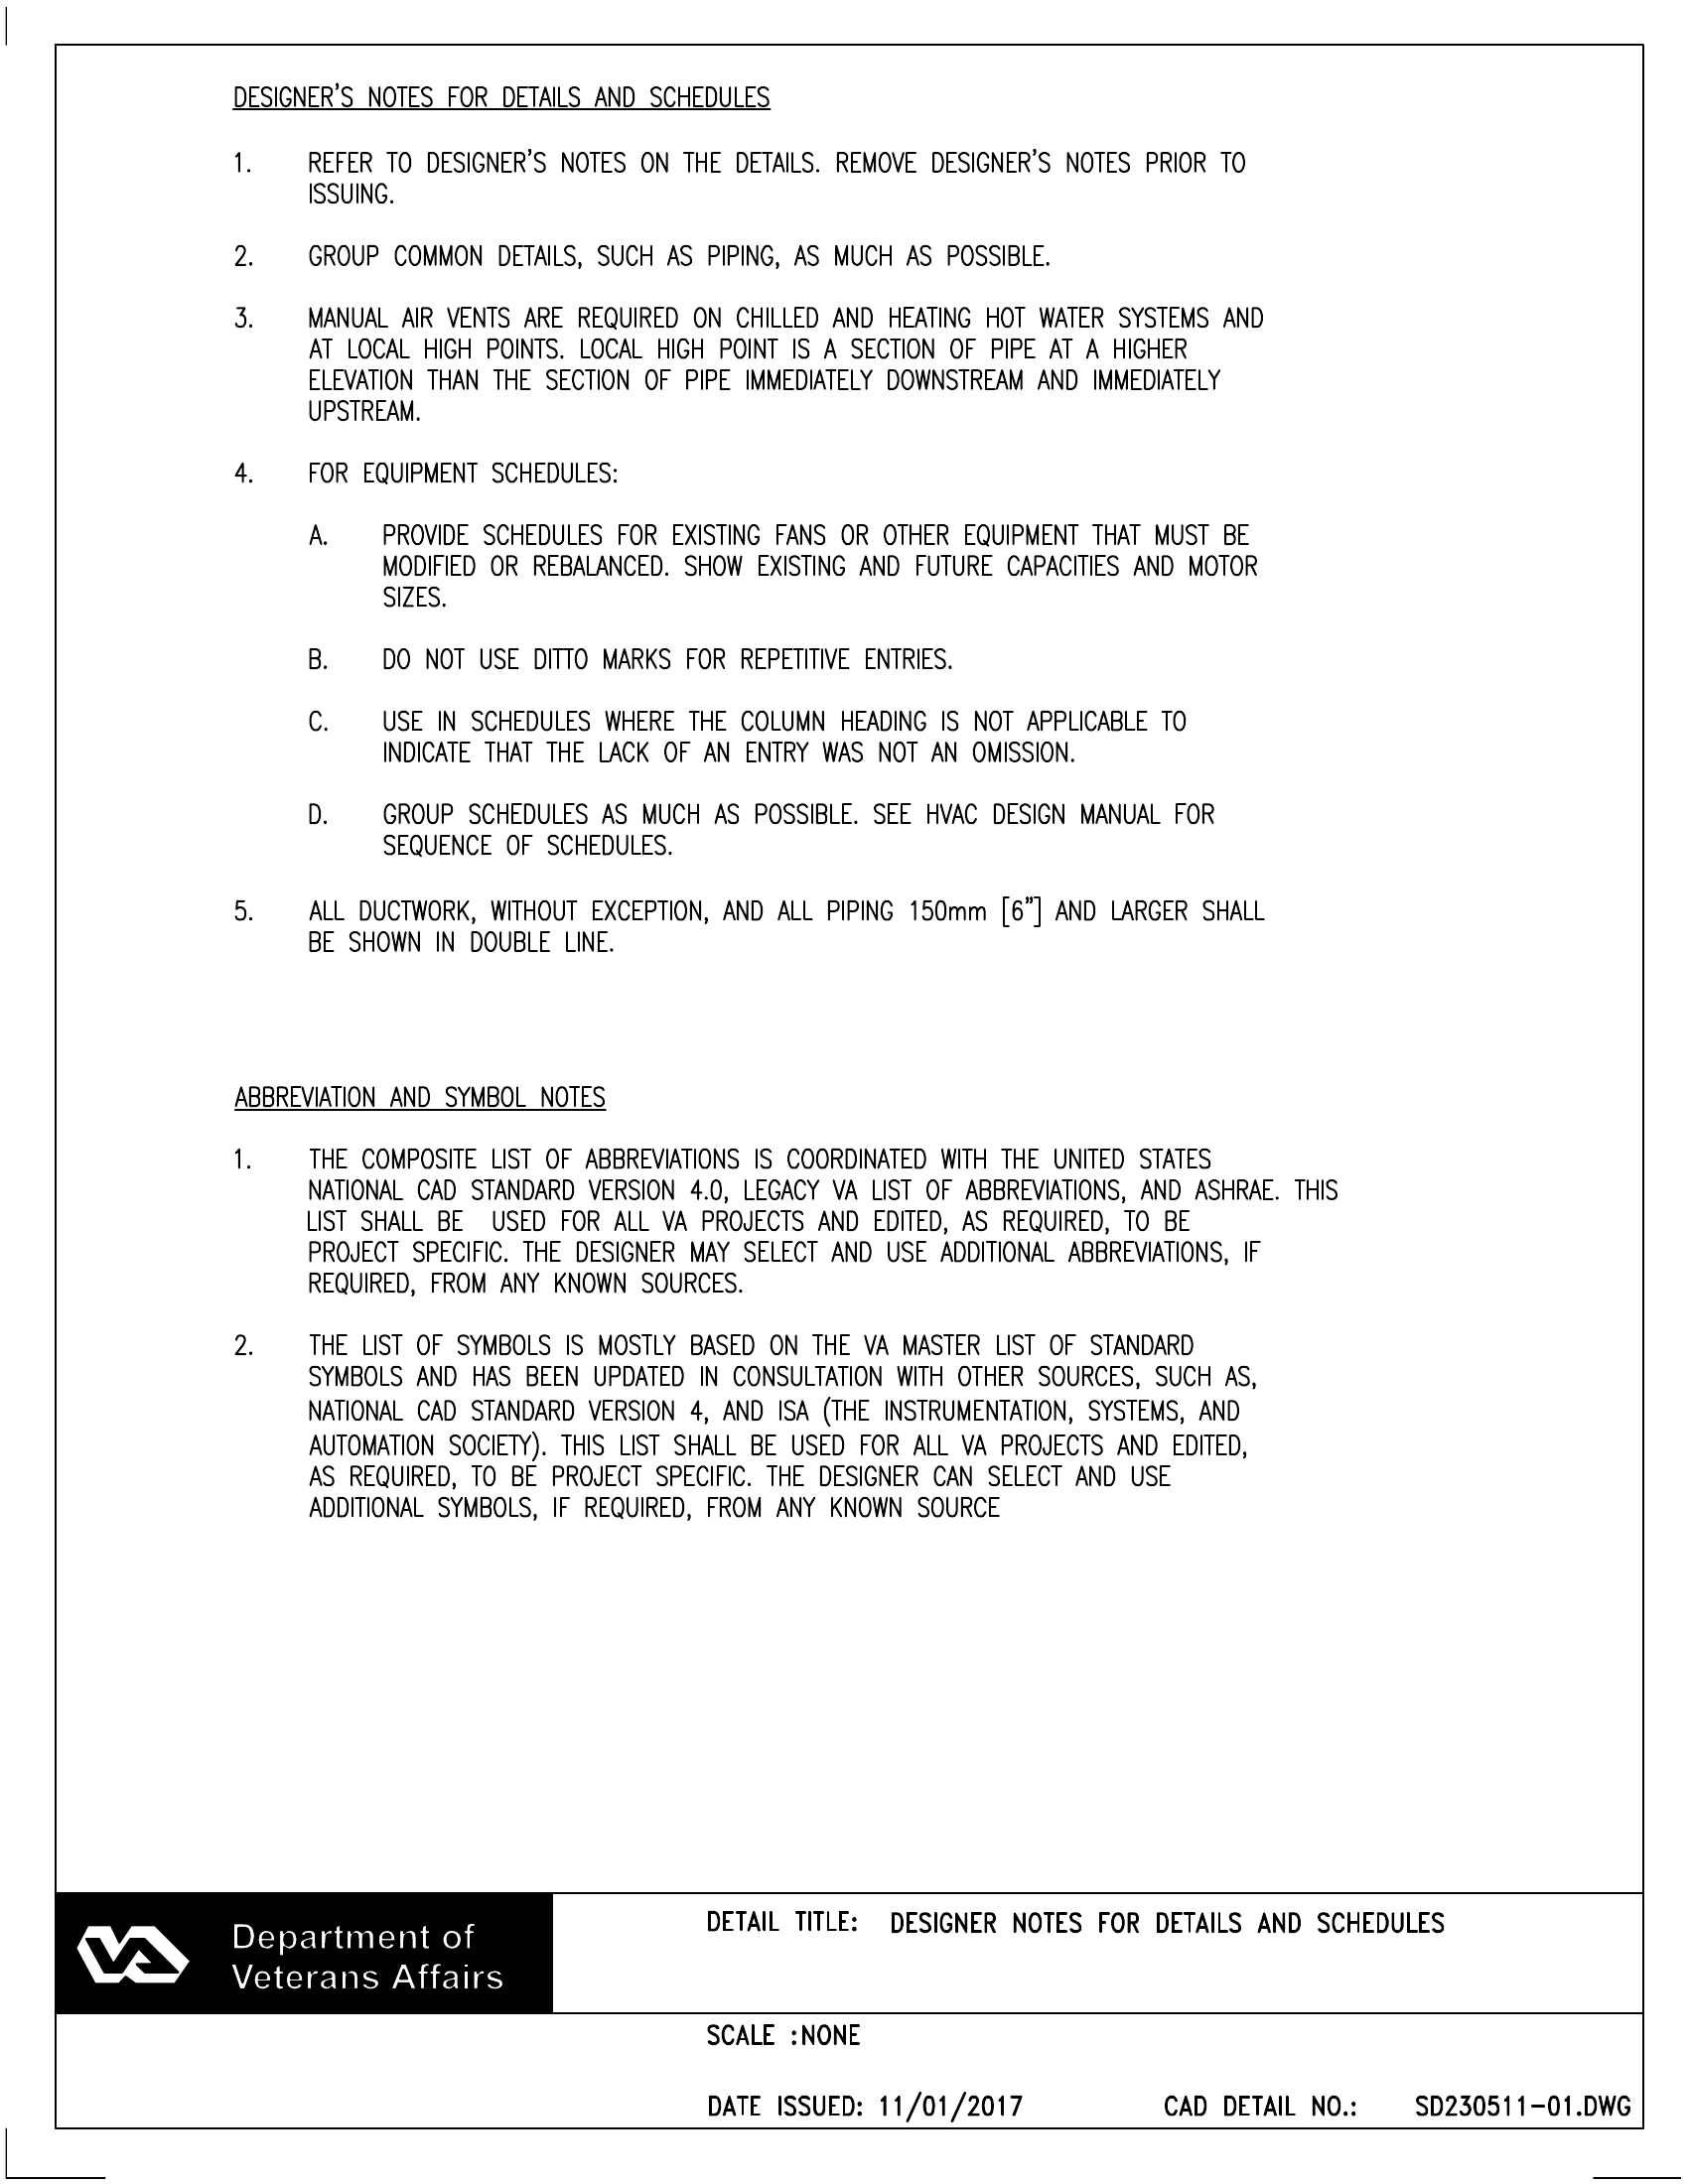 DESIGNER'S NOTES FOR DETAILS AND SCHEDULES
1. REFER TO DESIGNER'S NOTES ON THE DETAILS. REMOVE DESIGNER'S NOTES PRIOR TO
ISSUING.
2. GROUP COMMON DETAILS, SUCH AS PIPING, AS MUCH AS POSSIBLE.
3. MANUAL AIR VENTS ARE REQUIRED ON CHILLED AND HEATING HOT WATER SYSTEMS AND
AT LOCAL HIGH POINTS. LOCAL HIGH POINT IS A SECTION OF PIPE AT A HIGHER
ELEVATION THAN THE SECTION OF PIPE IMMEDIATELY DOWNSTREAM AND IMMEDIATELY
UPSTREAM.
4. FOR EQUIPMENT SCHEDULES:
A. PROVIDE SCHEDULES FOR EXISTING FANS OR OTHER EQUIPMENT THAT MUST BE
MODIFIED OR REBALANCED. SHOW EXISTING AND FUTURE CAPACITIES AND MOTOR
SIZES.
B. DO NOT USE DITTO MARKS FOR REPETITIVE ENTRIES.
C. USE IN SCHEDULES WHERE THE COLUMN HEADING IS NOT APPLICABLE TO
INDICATE THAT THE LACK OF AN ENTRY WAS NOT AN OMISSION.
D. GROUP SCHEDULES AS MUCH AS POSSIBLE. SEE HVAC DESIGN MANUAL FOR
SEQUENCE OF SCHEDULES.
5. ALL DUCTWORK, WITHOUT EXCEPTION, AND ALL PIPING 150mm [6"] AND LARGER SHALL
BE SHOWN IN DOUBLE LINE.
ABBREVIATION AND SYMBOL NOTES
1. THE COMPOSITE LIST OF ABBREVIATIONS IS COORDINATED WITH THE UNITED STATES
NATIONAL CAD STANDARD VERSION 4.0, LEGACY VA LIST OF ABBREVIATIONS, AND ASHRAE. THIS
LIST SHALL BE USED FOR ALL VA PROJECTS AND EDITED, AS REQUIRED, TO BE
PROJECT SPECIFIC. THE DESIGNER MAY SELECT AND USE ADDITIONAL ABBREVIATIONS, IF
REQUIRED, FROM ANY KNOWN SOURCES.
2. THE LIST OF SYMBOLS IS MOSTLY BASED ON THE VA MASTER LIST OF STANDARD
SYMBOLS AND HAS BEEN UPDATED IN CONSULTATION WITH OTHER SOURCES, SUCH AS,
NATIONAL CAD STANDARD VERSION 4, AND ISA (THE INSTRUMENTATION, SYSTEMS, AND
AUTOMATION SOCIETY). THIS LIST SHALL BE USED FOR ALL VA PROJECTS AND EDITED,
AS REQUIRED, TO BE PROJECT SPECIFIC. THE DESIGNER CAN SELECT AND USE
ADDITIONAL SYMBOLS, IF REQUIRED, FROM ANY KNOWN SOURCE
VA
Department of
Veterans Affairs
DETAIL TITLE: DESIGNER NOTES FOR DETAILS AND SCHEDULES
SCALE :NONE
DATE ISSUED: 11/01/2017 CAD DETAIL NO.: SD230511-01.DWG